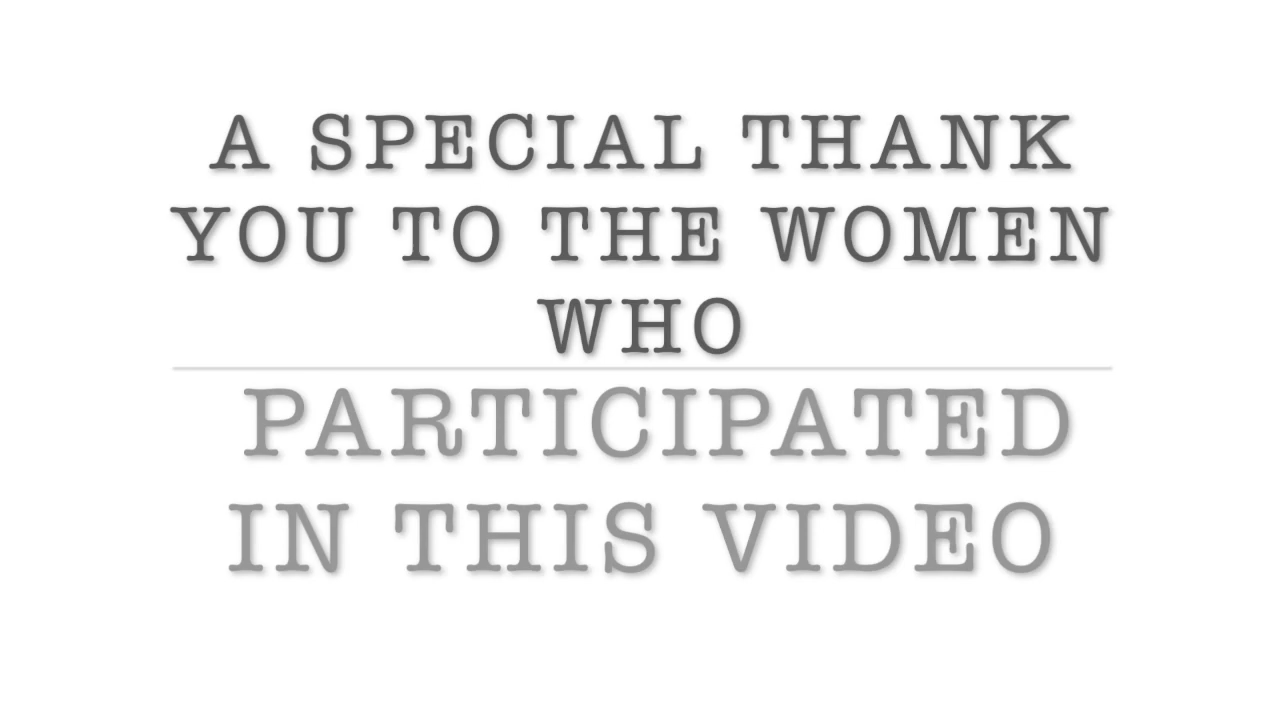 A SPECIAL THANK
YOU TO THE WOMEN
WHO
PARTICIPATED
IN THIS VIDEO